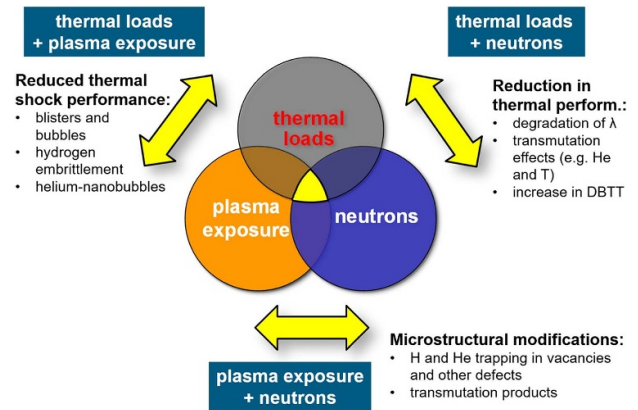 thermal loads
+ plasma exposure
thermal loads
+ neutrons
Reduced thermal
shock performance:
• blisters and
bubbles
• hydrogen
embrittlement
• helium-nanobubbles
thermal
loads
plasma
exposure
neutrons
Reduction in
thermal perform.:
• degradation of λ
• transmutation
effects (e.g. He
and T)
• increase in DBTT
plasma exposure
+ neutrons
Microstructural modifications:
• H and He trapping in vacancies
and other defects
• transmutation products